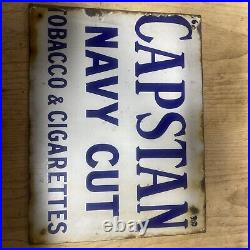 CAPSTAN
NAVY CUT
TOBACCO & CIGARETTES